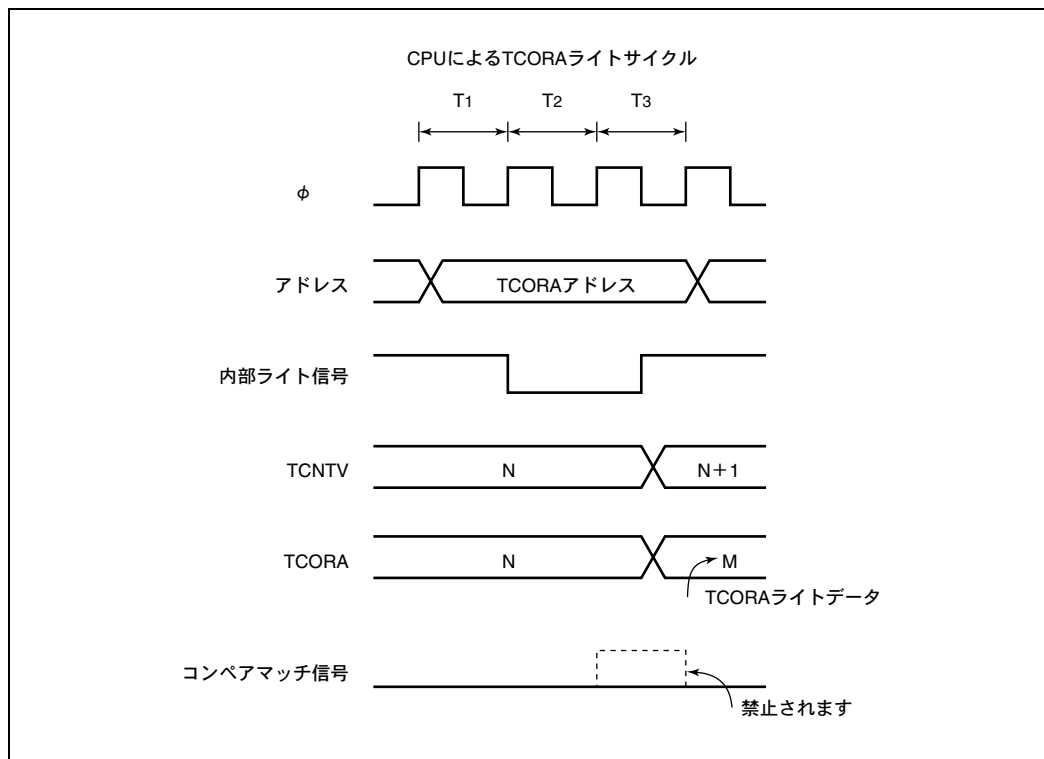 CPUによるTCORAライトサイクル
T1 T2 T3
φ
アドレス TCORAアドレス
内部ライト信号
TCNTV N N+1
TCORA N M
TCORAライトデータ
コンペアマッチ信号
禁止されます